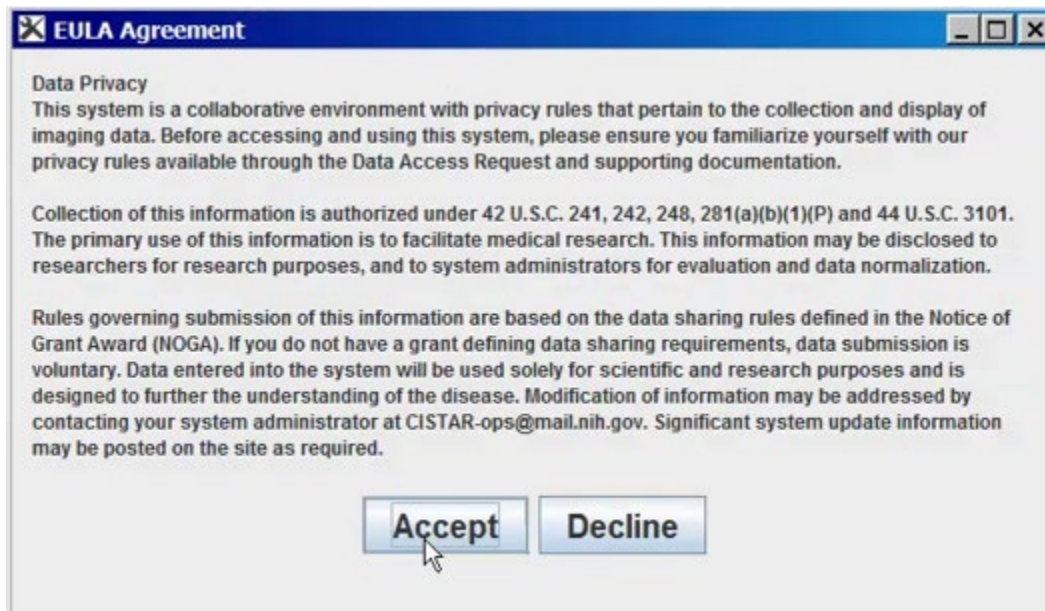 EULA Agreement
Data Privacy
This system is a collaborative environment with privacy rules that pertain to the collection and display of
imaging data. Before accessing and using this system, please ensure you familiarize yourself with our
privacy rules available through the Data Access Request and supporting documentation.
Collection of this information is authorized under 42 U.S.C. 241, 242, 248, 281(a)(b)(1)(P) and 44 U.S.C. 3101.
The primary use of this information is to facilitate medical research. This information may be disclosed to
researchers for research purposes, and to system administrators for evaluation and data normalization.
Rules governing submission of this information are based on the data sharing rules defined in the Notice of
Grant Award (NOGA). If you do not have a grant defining data sharing requirements, data submission is
voluntary. Data entered into the system will be used solely for scientific and research purposes and is
designed to further the understanding of the disease. Modification of information may be addressed by
contacting your system administrator at CISTAR-ops@mail.nih.gov. Significant system update information
may be posted on the site as required.
Accept Decline